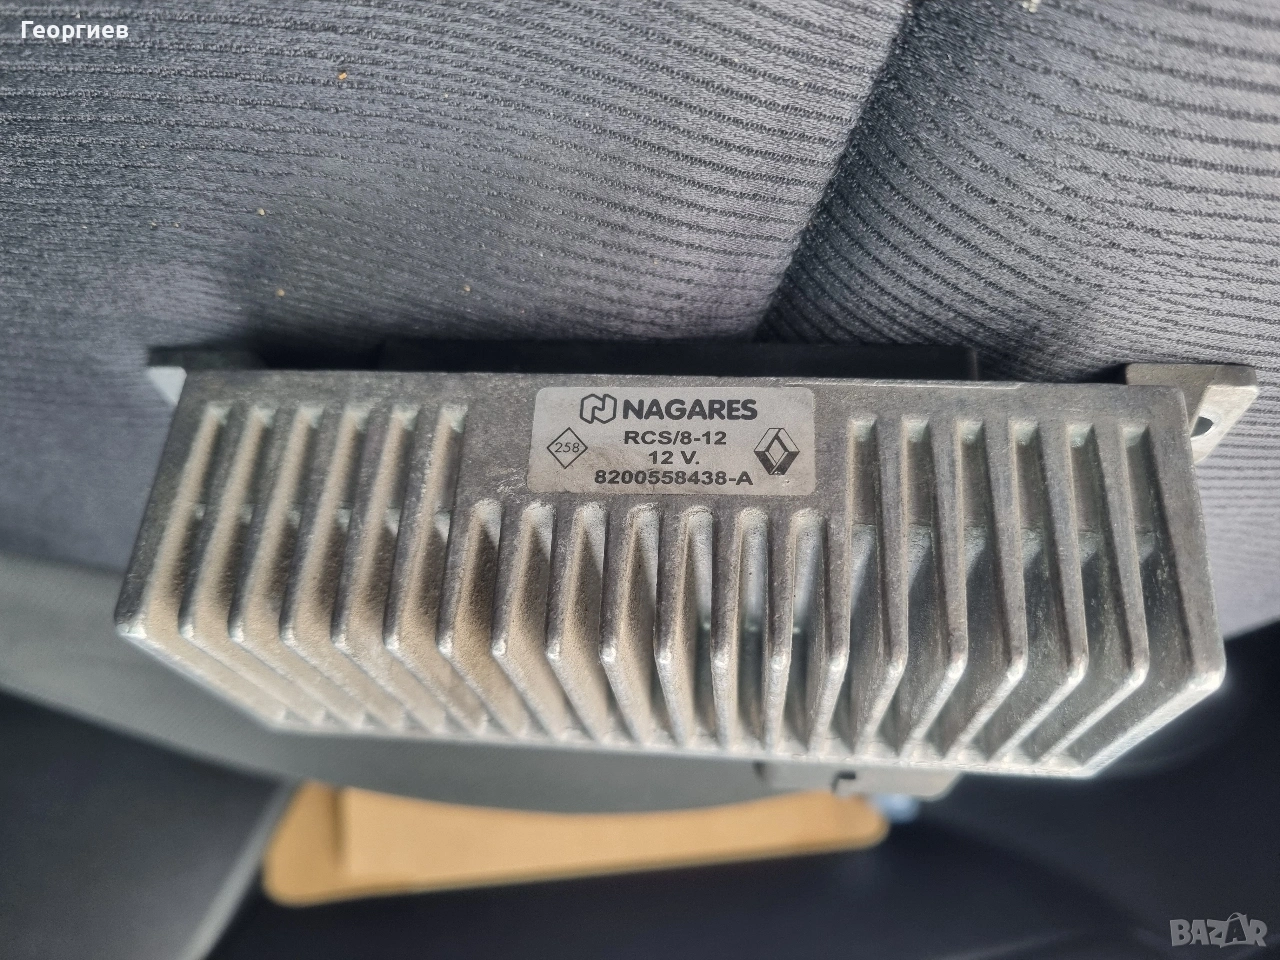 Георгиев
NAGARES
RCS/8-12
258
12 V.
8200558438-A
BAZAR